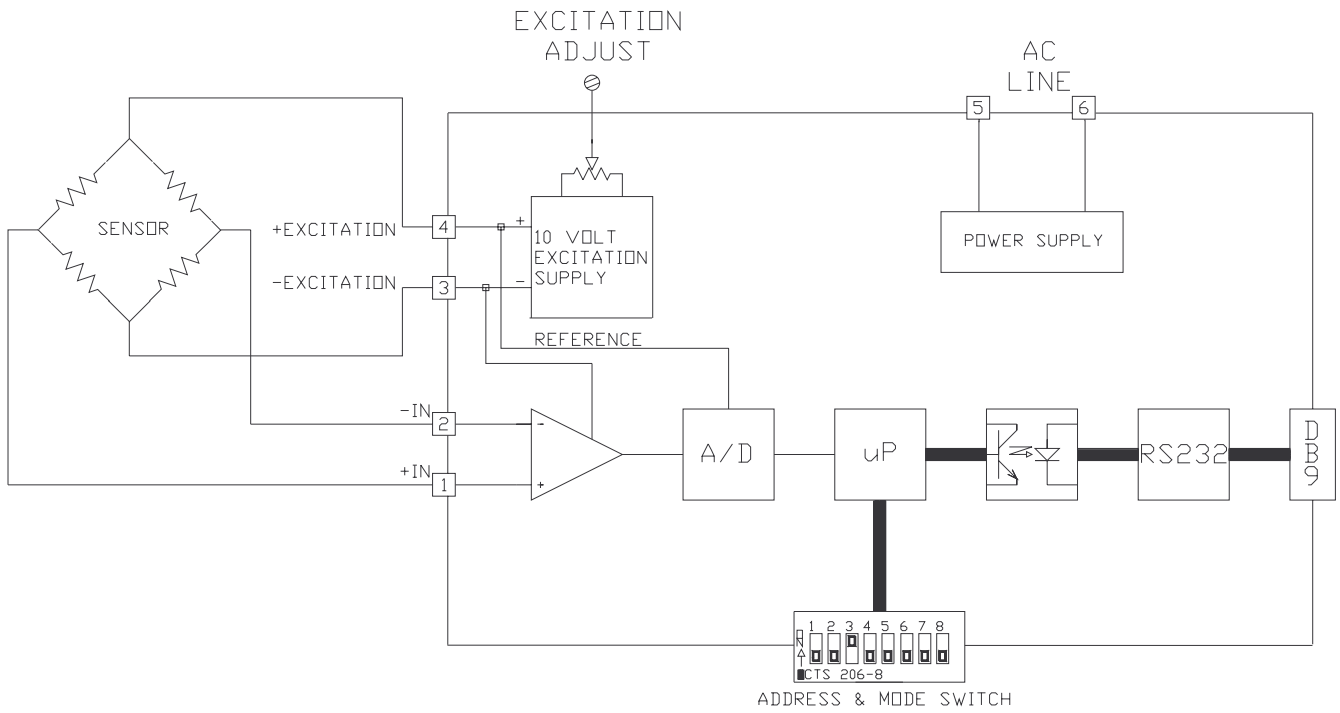 EXCITATION
ADJUST
AC
LINE
5
6
SENSOR
+EXCITATION
4
+
10 VOLT
EXCITATION
SUPPLY
-EXCITATION
3
-
POWER SUPPLY
REFERENCE
-IN
2
-
+IN
1
+
A/D
uP
RS232
DB9
ON
1 2 3 4 5 6 7 8
CTS 206-8
ADDRESS & MODE SWITCH